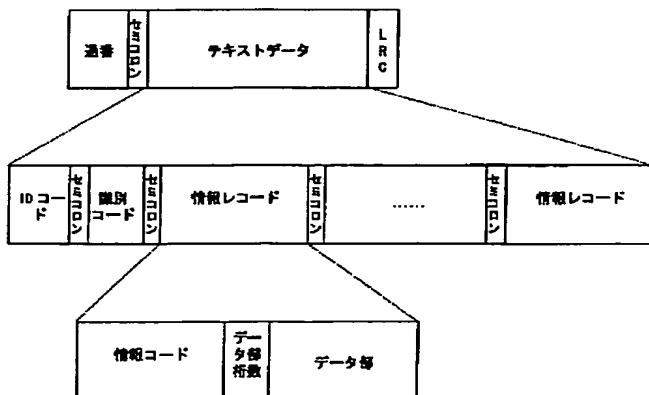 通番
セミコロン
テキストデータ
LRC
IDコー
ド
セミコロン
識別
コード
セミコロン
情報レコード
セミコロン
……
セミコロン
情報レコード
情報コード
デー
タ部
桁数
データ部